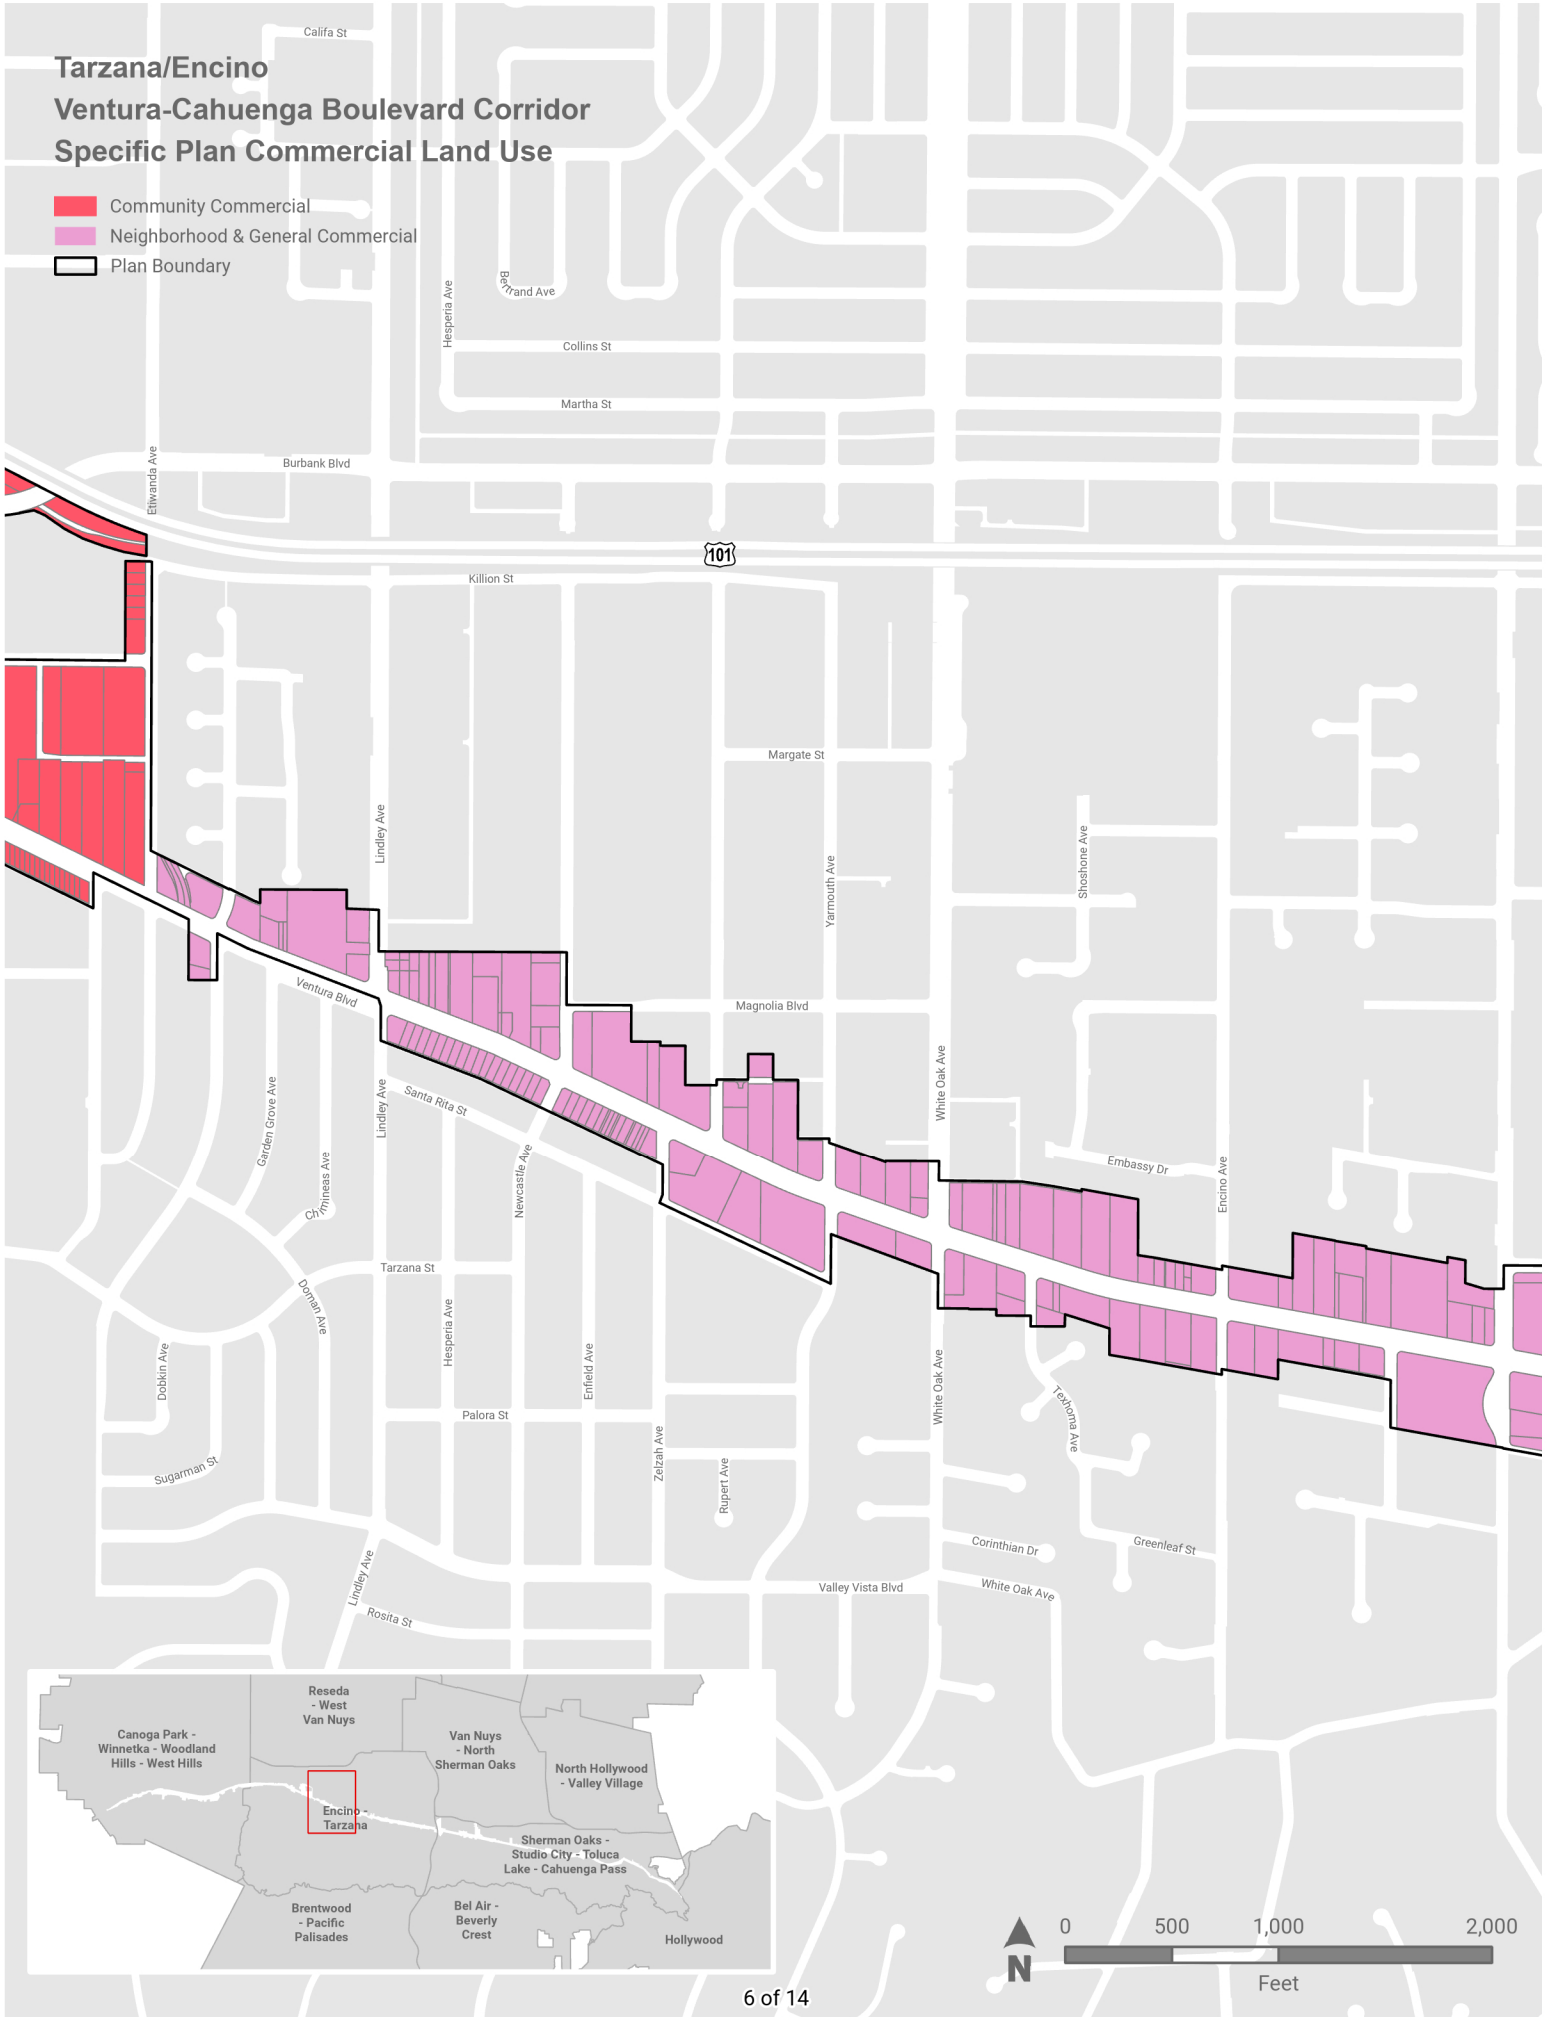 Califa St
Tarzana/Encino
Ventura-Cahuenga Boulevard Corridor
Specific Plan Commercial Land Use
Community Commercial
Neighborhood & General Commercial
Plan Boundary
Hesperia Ave
Bertrand Ave
Collins St
Martha St
Burbank Blvd
Etiwanda Ave
101
Killion St
Margate St
Lindley Ave
Yarmouth Ave
Shoshone Ave
Ventura Blvd
Magnolia Blvd
White Oak Ave
Santa Rita St
Lindley Ave
Garden Grove Ave
Chymineas Ave
Newcastle Ave
Embassy Dr
Encino Ave
Tarzana St
Doman Ave
Hesperia Ave
Enfield Ave
Dobkin Ave
White Oak Ave
Texhoma Ave
Palora St
Zelzah Ave
Rupert Ave
Sugarman St
Corinthian Dr
Greenleaf St
Lindley Ave
Valley Vista Blvd
White Oak Ave
Rosita St
Reseda
- West
Van Nuys
Canoga Park -
Winnetka - Woodland
Hills - West Hills
Van Nuys
- North
Sherman Oaks
North Hollywood
- Valley Village
Encino -
Tarzana
Sherman Oaks -
Studio City - Toluca
Lake - Cahuenga Pass
Brentwood
- Pacific
Palisades
Bel Air -
Beverly
Crest
Hollywood
N
0 500 1,000 2,000
Feet
6 of 14